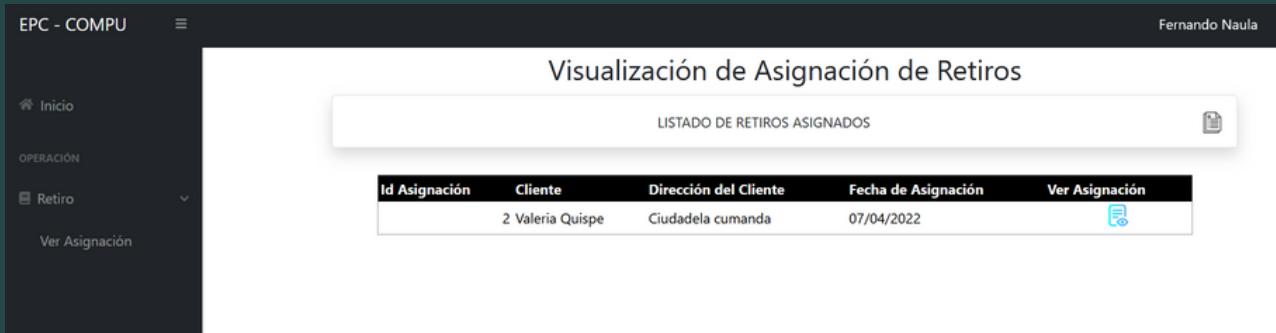 EPC - COMPU
Fernando Naula
Inicio
OPERACIÓN
Retiro
Ver Asignación
Visualización de Asignación de Retiros
LISTADO DE RETIROS ASIGNADOS
Id Asignación Cliente Dirección del Cliente Fecha de Asignación Ver Asignación
2 Valeria Quispe Ciudadela cumanda 07/04/2022